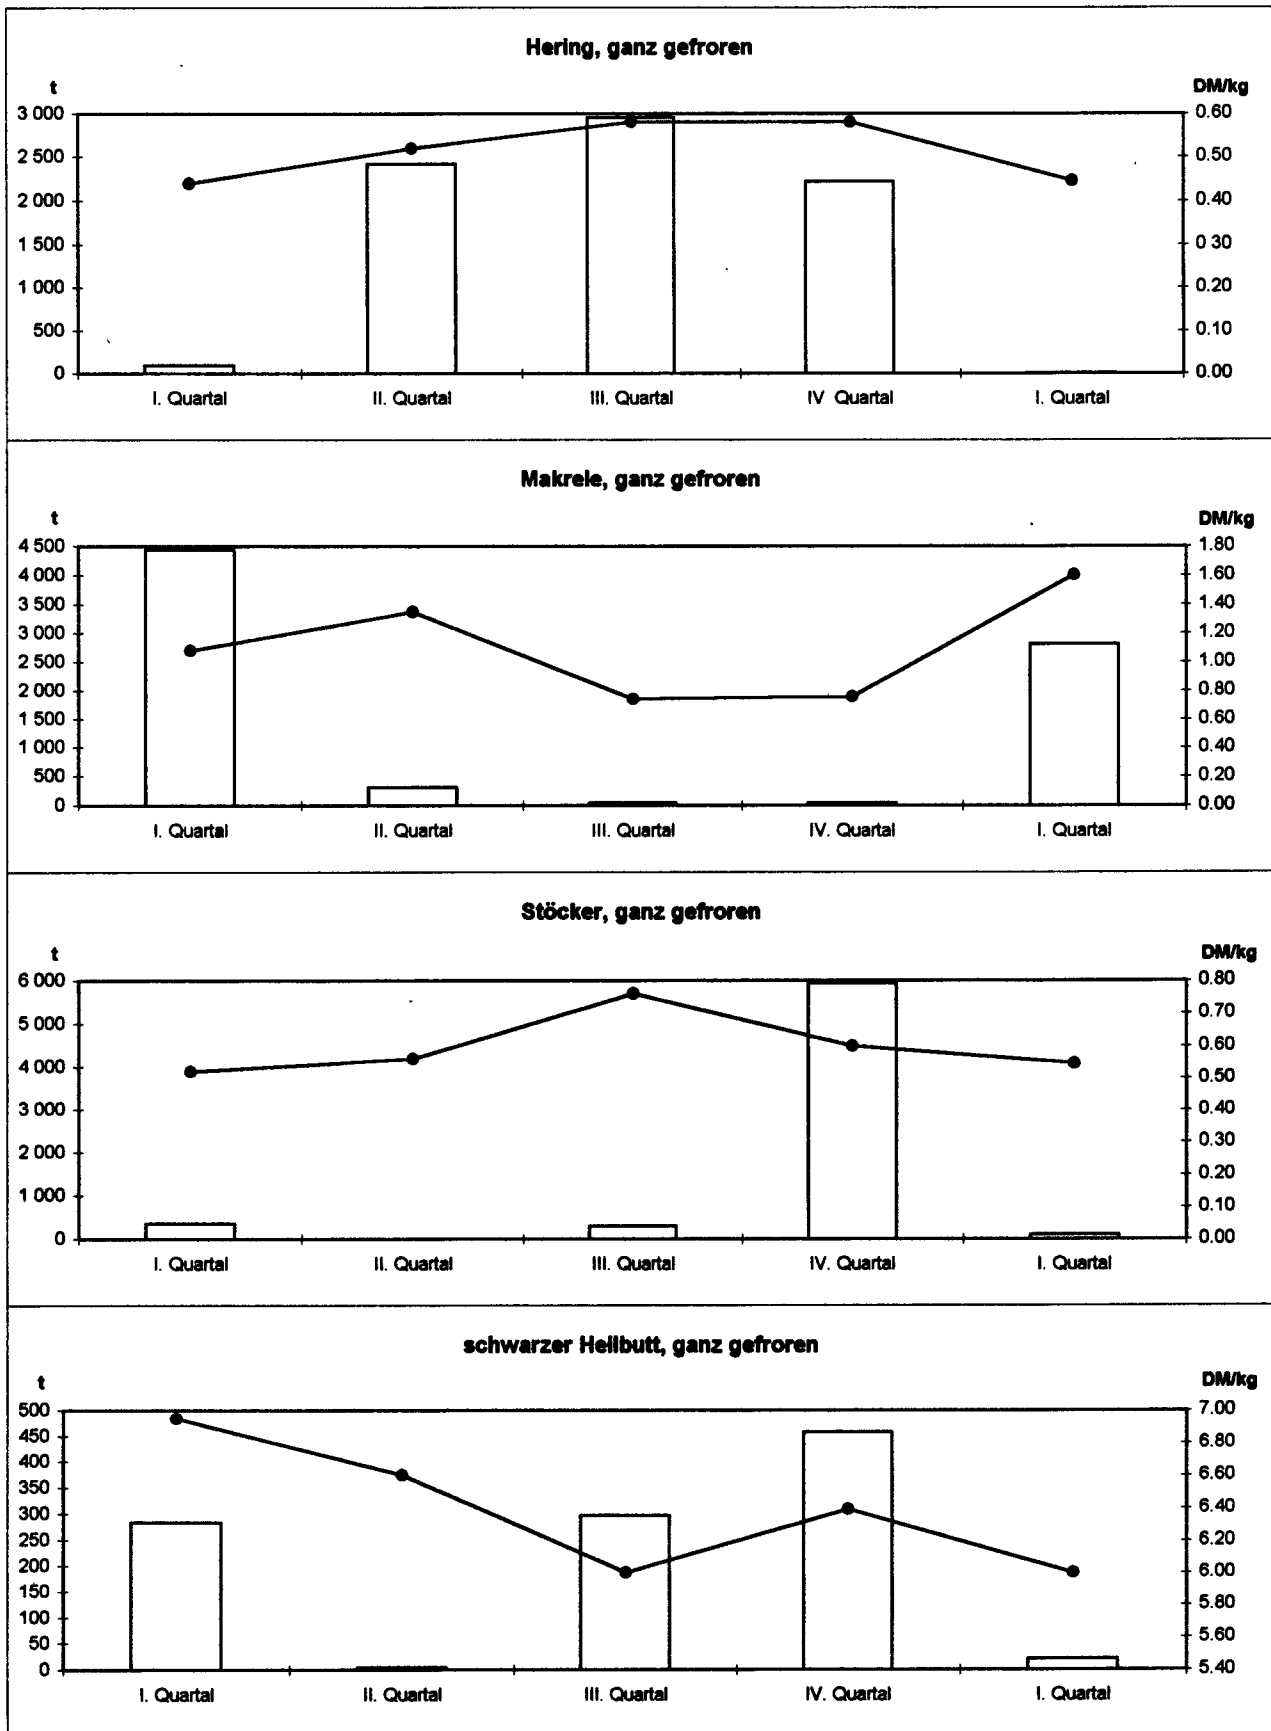 Hering, ganz gefroren
t DM/kg
3 000 0.60
2 500 0.50
2 000 0.40
1 500 0 30
1 000 0.20
500 0.10
0 0.00
I. Quartal II. Quartal III. Quartal IV Quartal I. Quartal
Makrele, ganz gefroren
t DM/kg
4 500 1.80
4 000 1.60
3 500 1.40
3 000 1.20
2 500 1.00
2 000 0.80
1 500 0.60
1 000 0.40
500 0.20
0 0.00
I. Quartal II. Quartal III. Quartal IV. Quartal I. Quartal
Stöcker, ganz gefroren
t DM/kg
6 000 0.80
5 000 0.70
4 000 0.60
3 000 0.50
2 000 0.40
1 000 0.30
0 0.20
0.10
0.00
I. Quartal II. Quartal III. Quartal IV. Quartal I. Quartal
schwarzer Heilbutt, ganz gefroren
t DM/kg
500 7.00
450 6.80
400 6.60
350 6.40
300 6.20
250 6.00
200 5.80
150 5.60
100 5.40
50
0
I. Quartal II. Quartal III. Quartal IV. Quartal I. Quartal